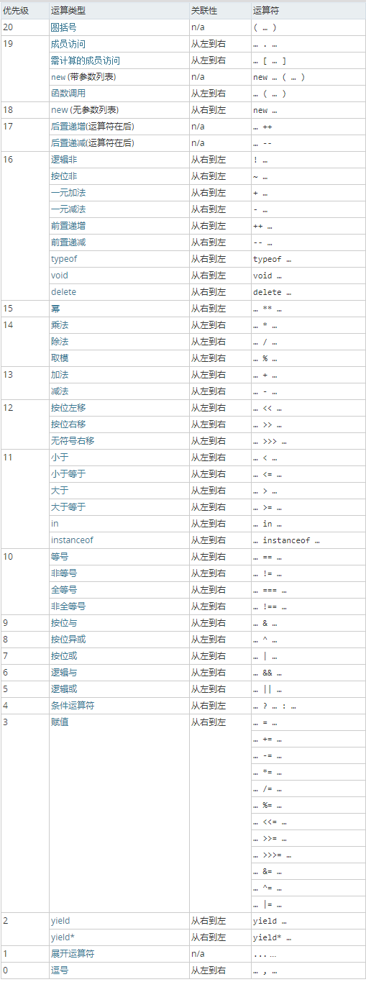 优先级 运算类型 关联性 运算符
20 圆括号 n/a ( … )
19 成员访问 从左到右 … . …
需计算的成员访问 从左到右 … [ … ]
new (带参数列表) n/a new … ( … )
函数调用 从左到右 … ( … )
18 new (无参数列表) 从右到左 new …
17 后置递增(运算符在后) n/a … ++
后置递减(运算符在后) n/a … --
16 逻辑非 从右到左 ! …
按位非 从右到左 ~ …
一元加法 从右到左 + …
一元减法 从右到左 - …
前置递增 从右到左 ++ …
前置递减 从右到左 -- …
typeof 从右到左 typeof …
void 从右到左 void …
delete 从右到左 delete …
15 幂 从右到左 … ** …
14 乘法 从左到右 … * …
除法 从左到右 … / …
取模 从左到右 … % …
13 加法 从左到右 … + …
减法 从左到右 … - …
12 按位左移 从左到右 … << …
按位右移 从左到右 … >> …
无符号右移 从左到右 … >>> …
11 小于 从左到右 … < …
小于等于 从左到右 … <= …
大于 从左到右 … > …
大于等于 从左到右 … >= …
in 从左到右 … in …
instanceof 从左到右 … instanceof …
10 等号 从左到右 … == …
非等号 从左到右 … != …
全等号 从左到右 … === …
非全等号 从左到右 … !== …
9 按位与 从左到右 … & …
8 按位异或 从左到右 … ^ …
7 按位或 从左到右 … | …
6 逻辑与 从左到右 … && …
5 逻辑或 从左到右 … || …
4 条件运算符 从右到左 … ? … : …
3 赋值 从右到左 … = …
… += …
… -= …
… *= …
… /= …
… %= …
… <<= …
… >>= …
… >>>= …
… &= …
… ^= …
… |= …
2 yield 从右到左 yield …
yield* 从右到左 yield* …
1 展开运算符 n/a ... …
0 逗号 从左到右 … , …